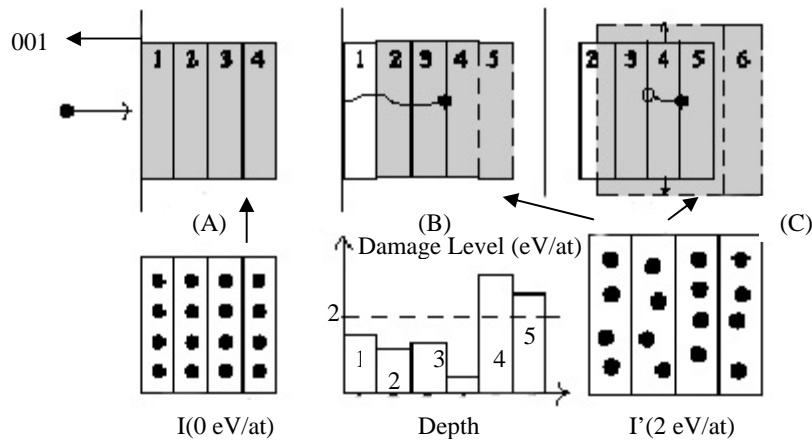 001
1 2 3 4
1 2 3 4 5
2 3 4 5 6
(A)
(B)
(C)
Damage Level (eV/at)
2
1 2 3 4 5
I(0 eV/at)
Depth
I’(2 eV/at)